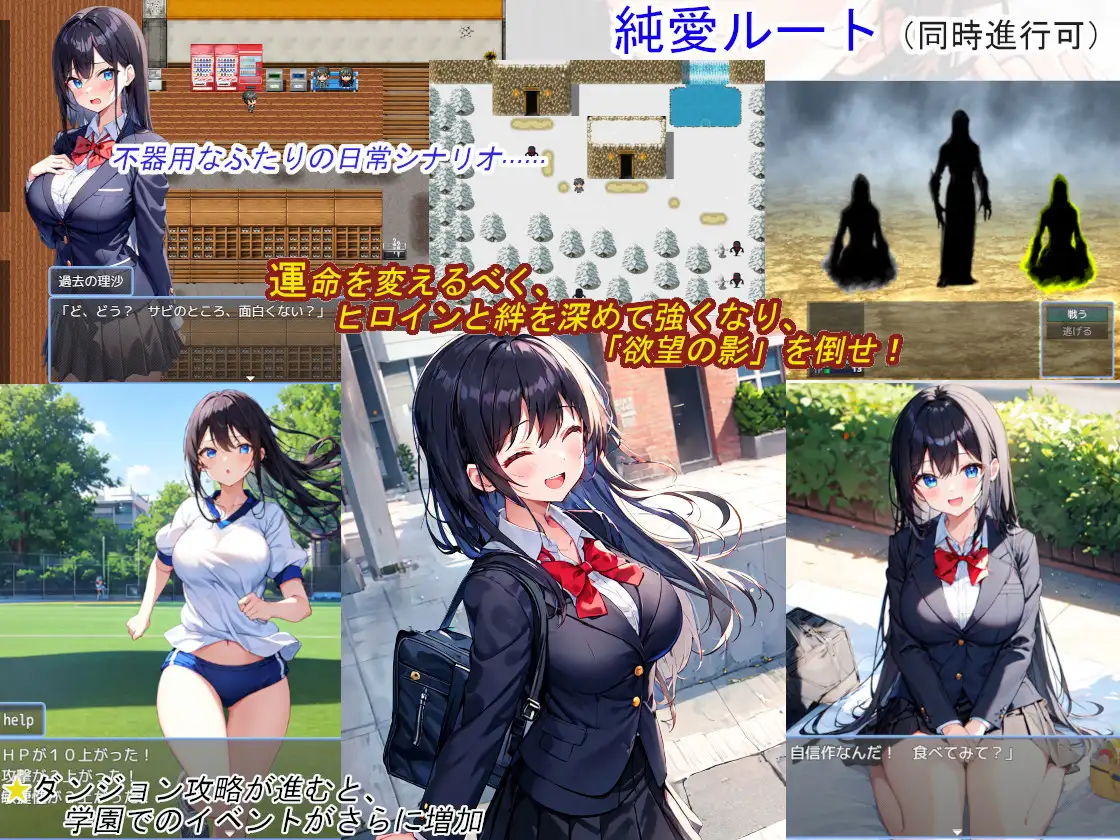 純愛ルート（同時進行可）
不器用なふたりの日常シナリオ……
過去の理沙
「ど、どう？　サビのところ、面白くない？」
運命を変えるべく、
ヒロインと絆を深めて強くなり、
「欲望の影」を倒せ！
戦う
逃げる
13
help
ＨＰが１０上がった！
★ダンジョン攻略が進むと、
学園でのイベントがさらに増加
自信作なんだ！　食べてみて？」